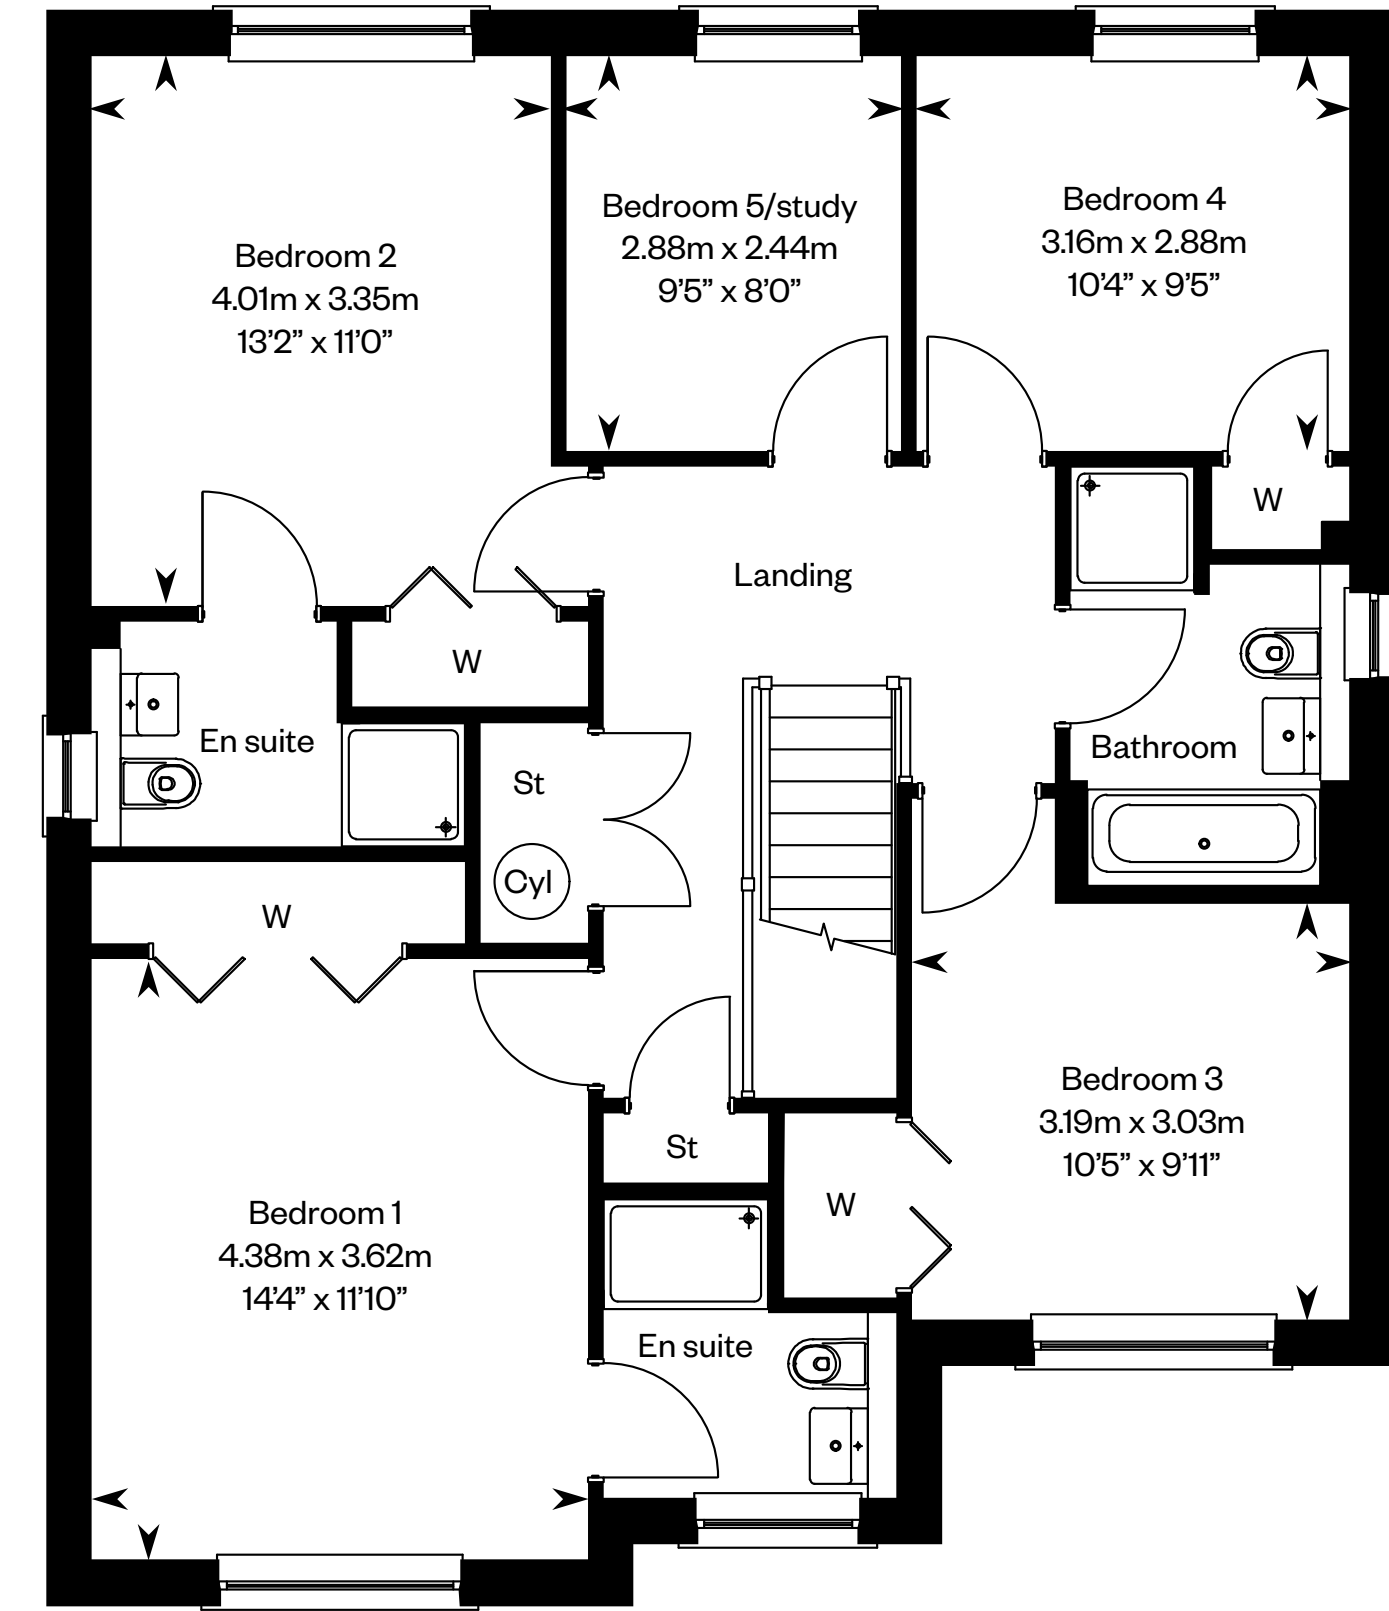 Bedroom 2
4.01m x 3.35m
13’2” x 11’0”
Bedroom 5/study
2.88m x 2.44m
9’5” x 8’0”
Bedroom 4
3.16m x 2.88m
10’4” x 9’5”
W
Landing
W
En suite
St
Bathroom
Cyl
W
Bedroom 3
3.19m x 3.03m
10’5” x 9’11”
St
W
Bedroom 1
4.38m x 3.62m
14’4” x 11’10”
En suite